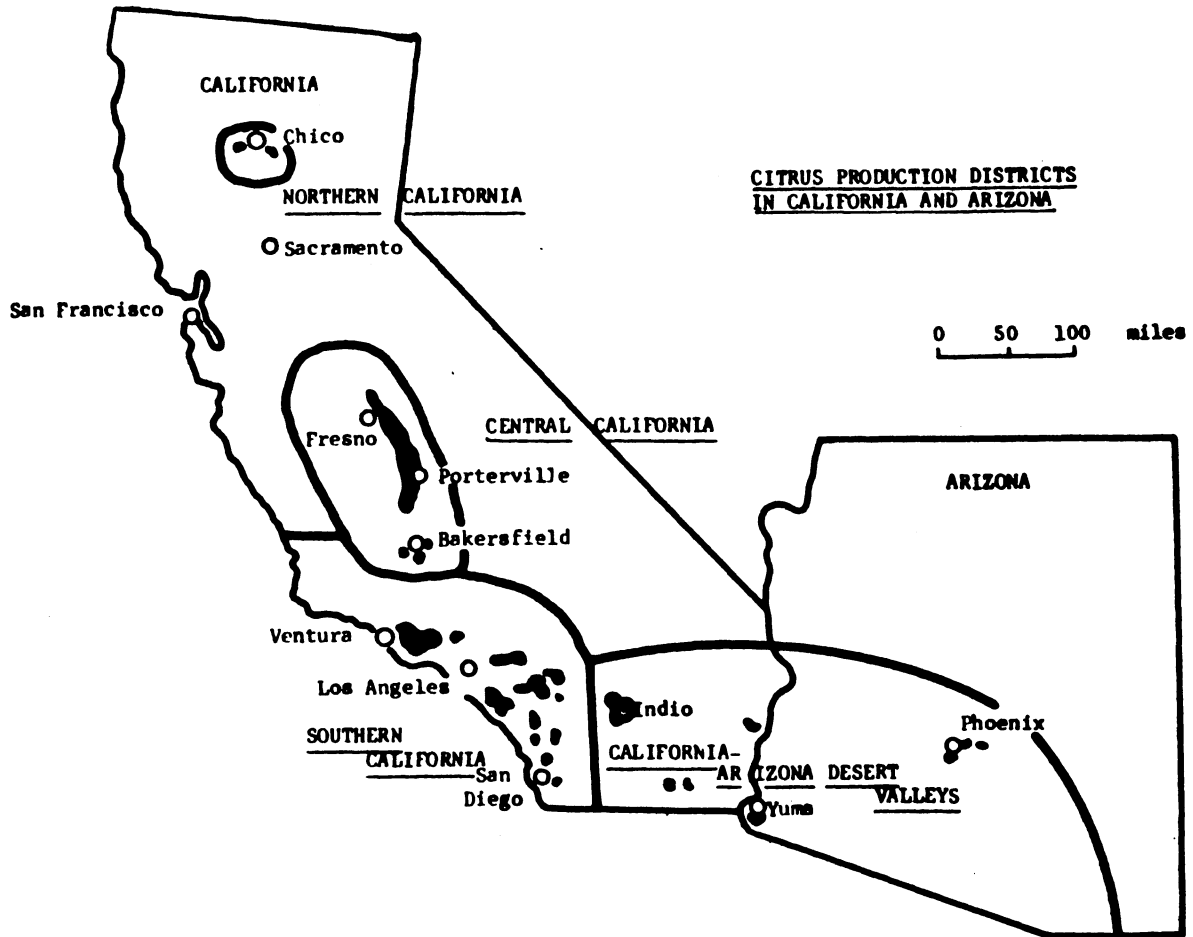 CALIFORNIA
Chico
NORTHERN CALIFORNIA
CITRUS PRODUCTION DISTRICTS
IN CALIFORNIA AND ARIZONA
Sacramento
San Francisco
0 50 100 miles
Fresno
CENTRAL CALIFORNIA
Porterville
ARIZONA
Bakersfield
Ventura
Los Angeles
Indio
Phoenix
SOUTHERN
CALIFORNIA
CALIFORNIA-
ARIZONA DESERT
VALLEYS
San
Diego
Yuma